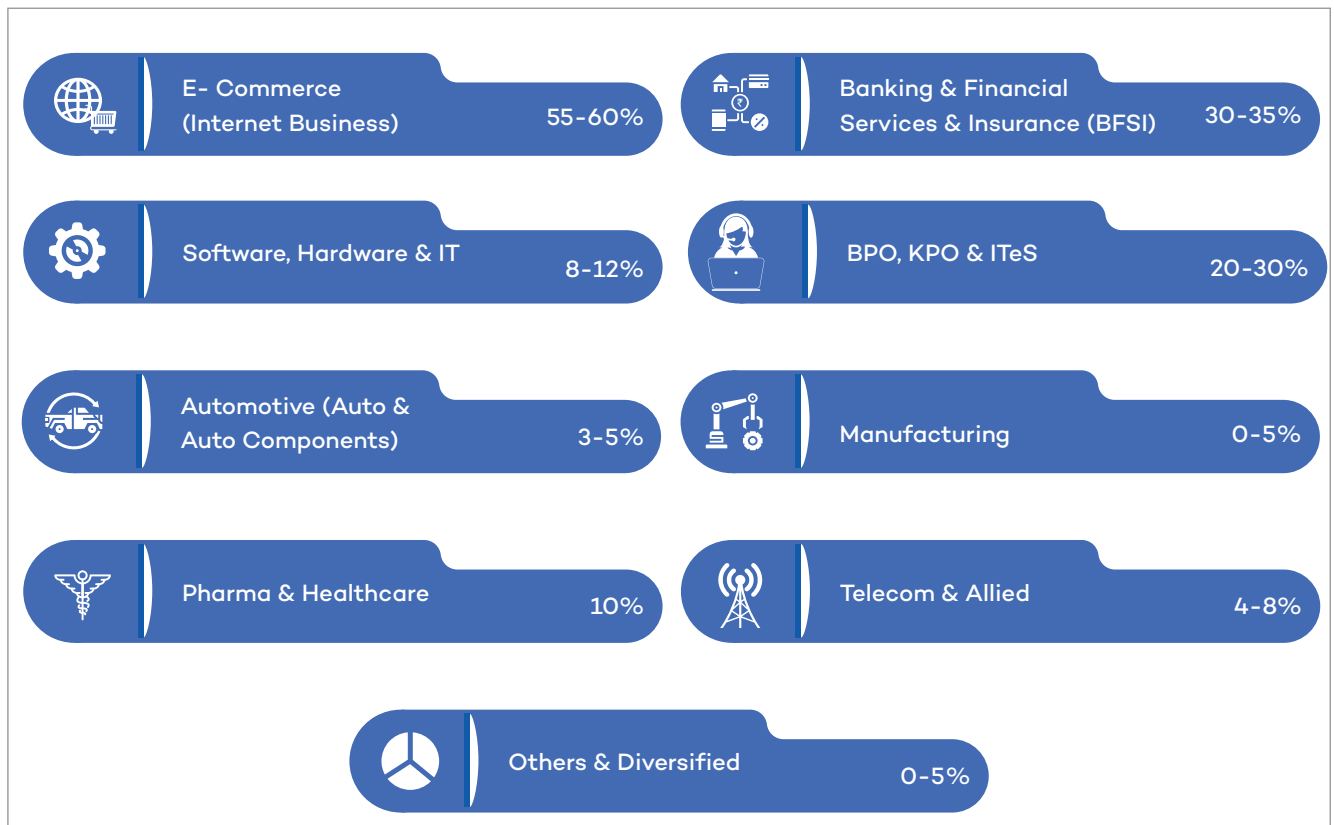 E- Commerce
(Internet Business)
55-60%
Banking & Financial
Services & Insurance (BFSI)
30-35%
Software, Hardware & IT
8-12%
BPO, KPO & ITeS
20-30%
Automotive (Auto &
Auto Components)
3-5%
Manufacturing
0-5%
Pharma & Healthcare
10%
Telecom & Allied
4-8%
Others & Diversified
0-5%